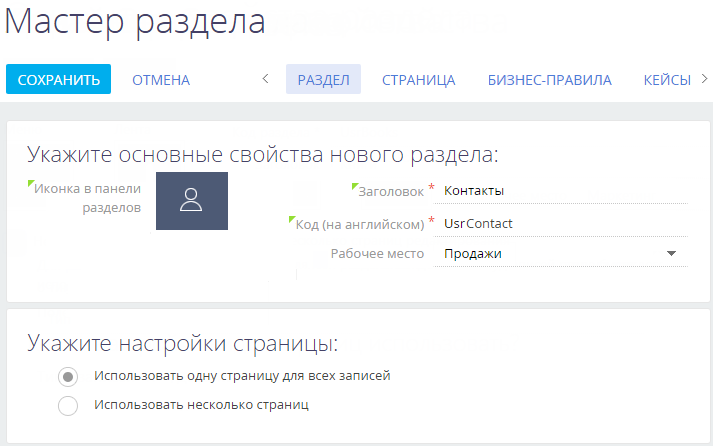 Мастер раздела
СОХРАНИТЬ ОТМЕНА РАЗДЕЛ СТРАНИЦА БИЗНЕС-ПРАВИЛА КЕЙСЫ
Укажите основные свойства нового раздела:
Иконка в панели
разделов
Заголовок * Контакты
Код (на английском) * UsrContact
Рабочее место Продажи
Укажите настройки страницы:
Использовать одну страницу для всех записей
Использовать несколько страниц